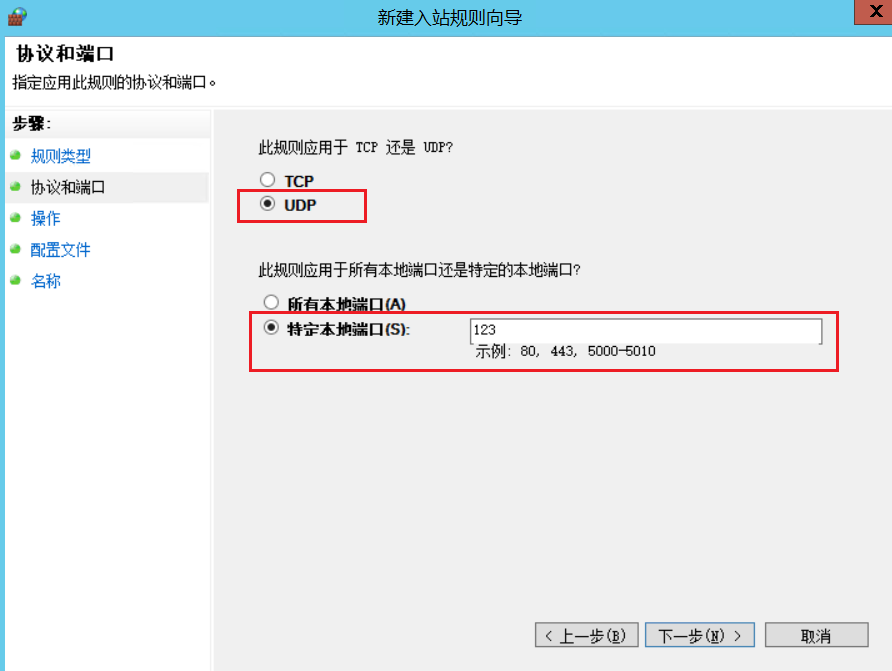 新建入站规则向导
协议和端口
指定应用此规则的协议和端口。
步骤:
规则类型
协议和端口
操作
配置文件
名称
此规则应用于 TCP 还是 UDP?
TCP
UDP
此规则应用于所有本地端口还是特定的本地端口?
所有本地端口(A)
特定本地端口(S): 123
示例: 80, 443, 5000-5010
< 上一步(B) 下一步(N) > 取消